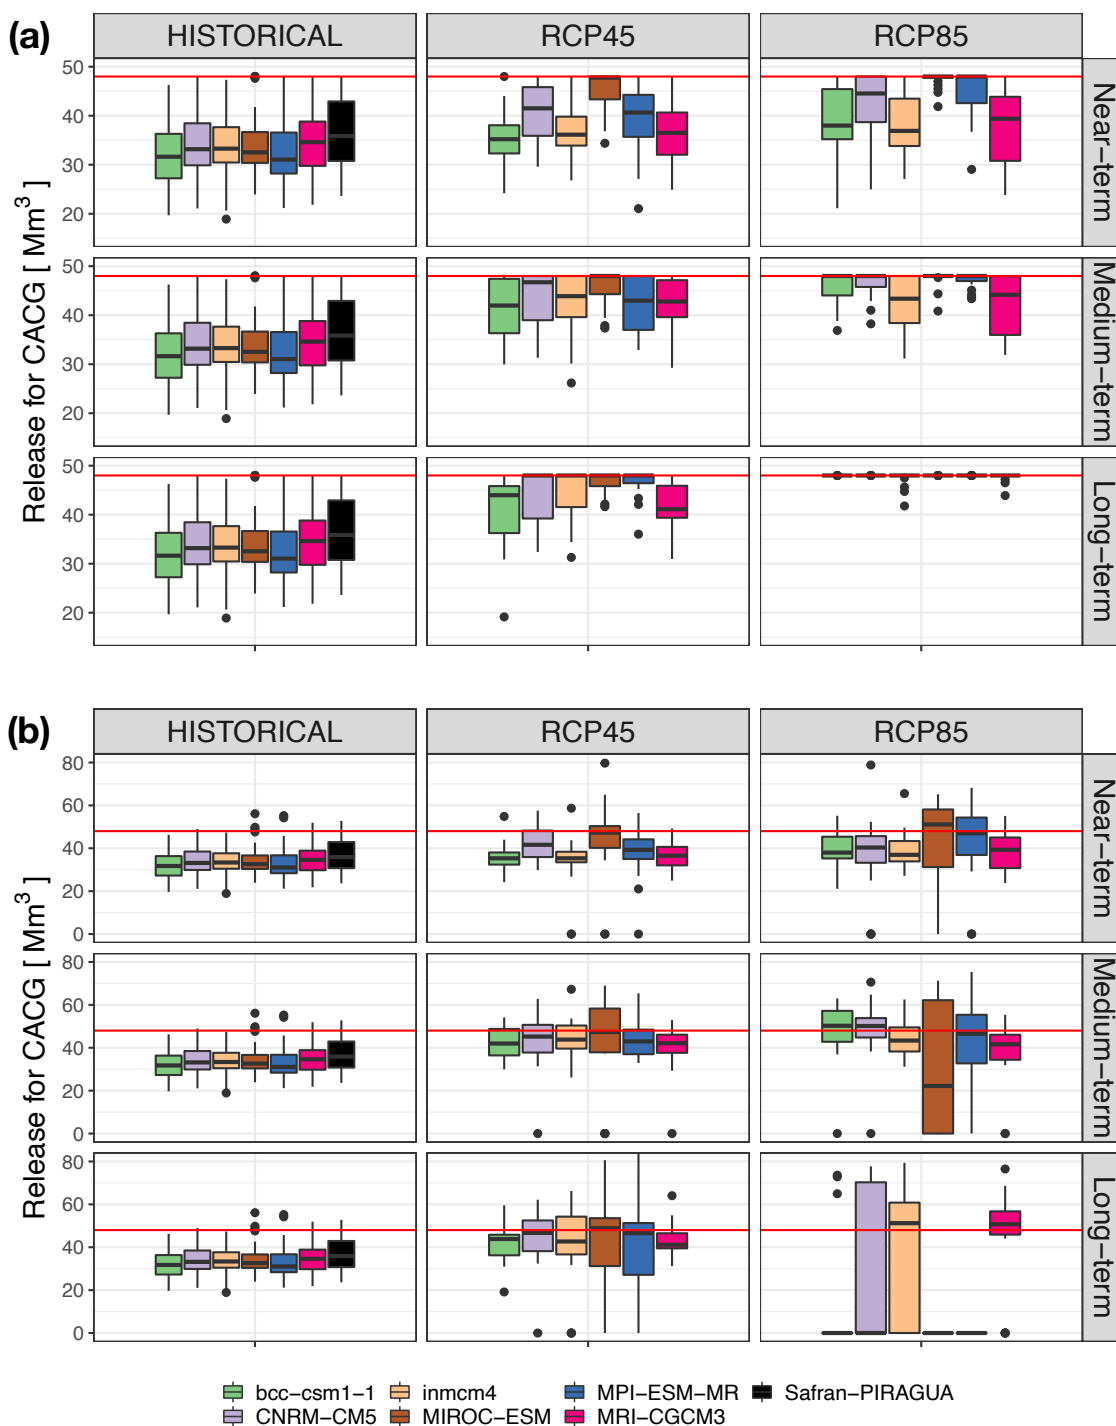 (a)
HISTORICAL RCP45 RCP85
50
40
30
20
Near-term
50
40
30
20
Medium-term
50
40
30
20
Long-term
Release for CACG [ Mm³ ]
(b)
HISTORICAL RCP45 RCP85
80
60
40
20
0
Near-term
80
60
40
20
0
Medium-term
80
60
40
20
0
Long-term
Release for CACG [ Mm³ ]
bcc-csm1-1 inmcm4 MPI-ESM-MR Safran-PIRAGUA
CNRM-CM5 MIROC-ESM MRI-CGCM3